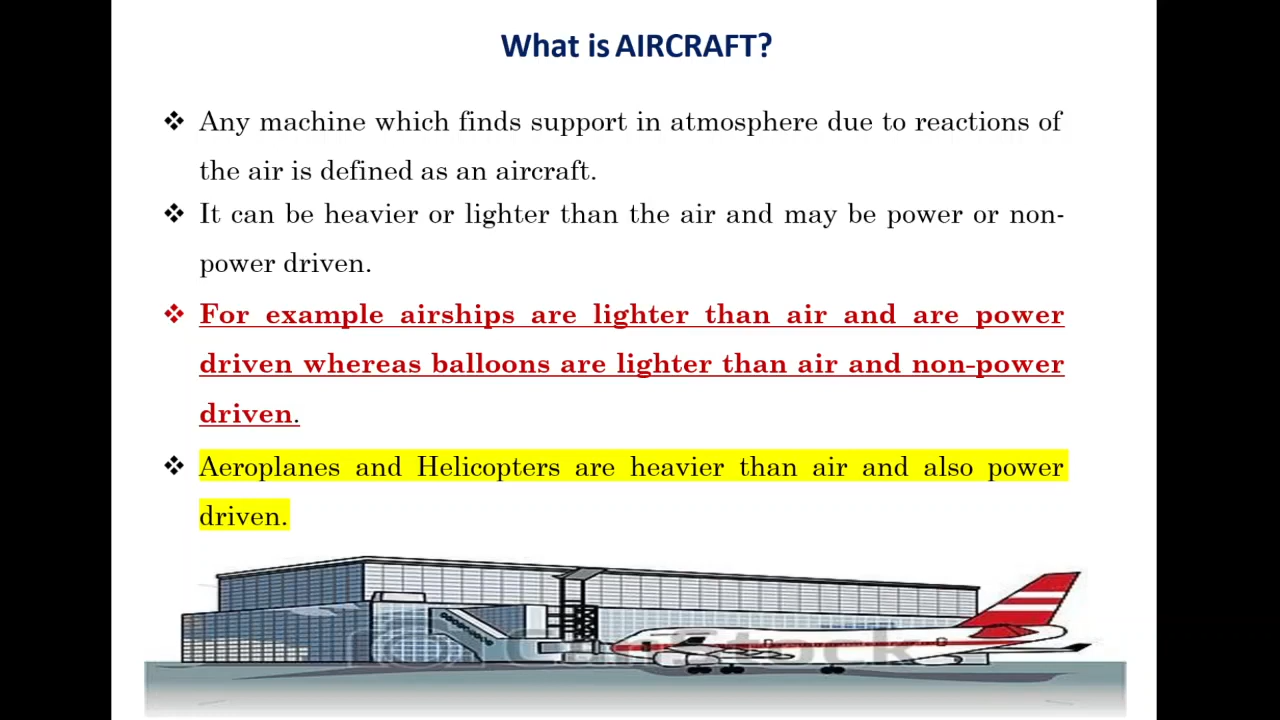 What is AIRCRAFT?
❖ Any machine which finds support in atmosphere due to reactions of
the air is defined as an aircraft.
❖ It can be heavier or lighter than the air and may be power or non-
power driven.
❖ For example airships are lighter than air and are power
driven whereas balloons are lighter than air and non-power
driven.
❖ Aeroplanes and Helicopters are heavier than air and also power
driven.
CanStock